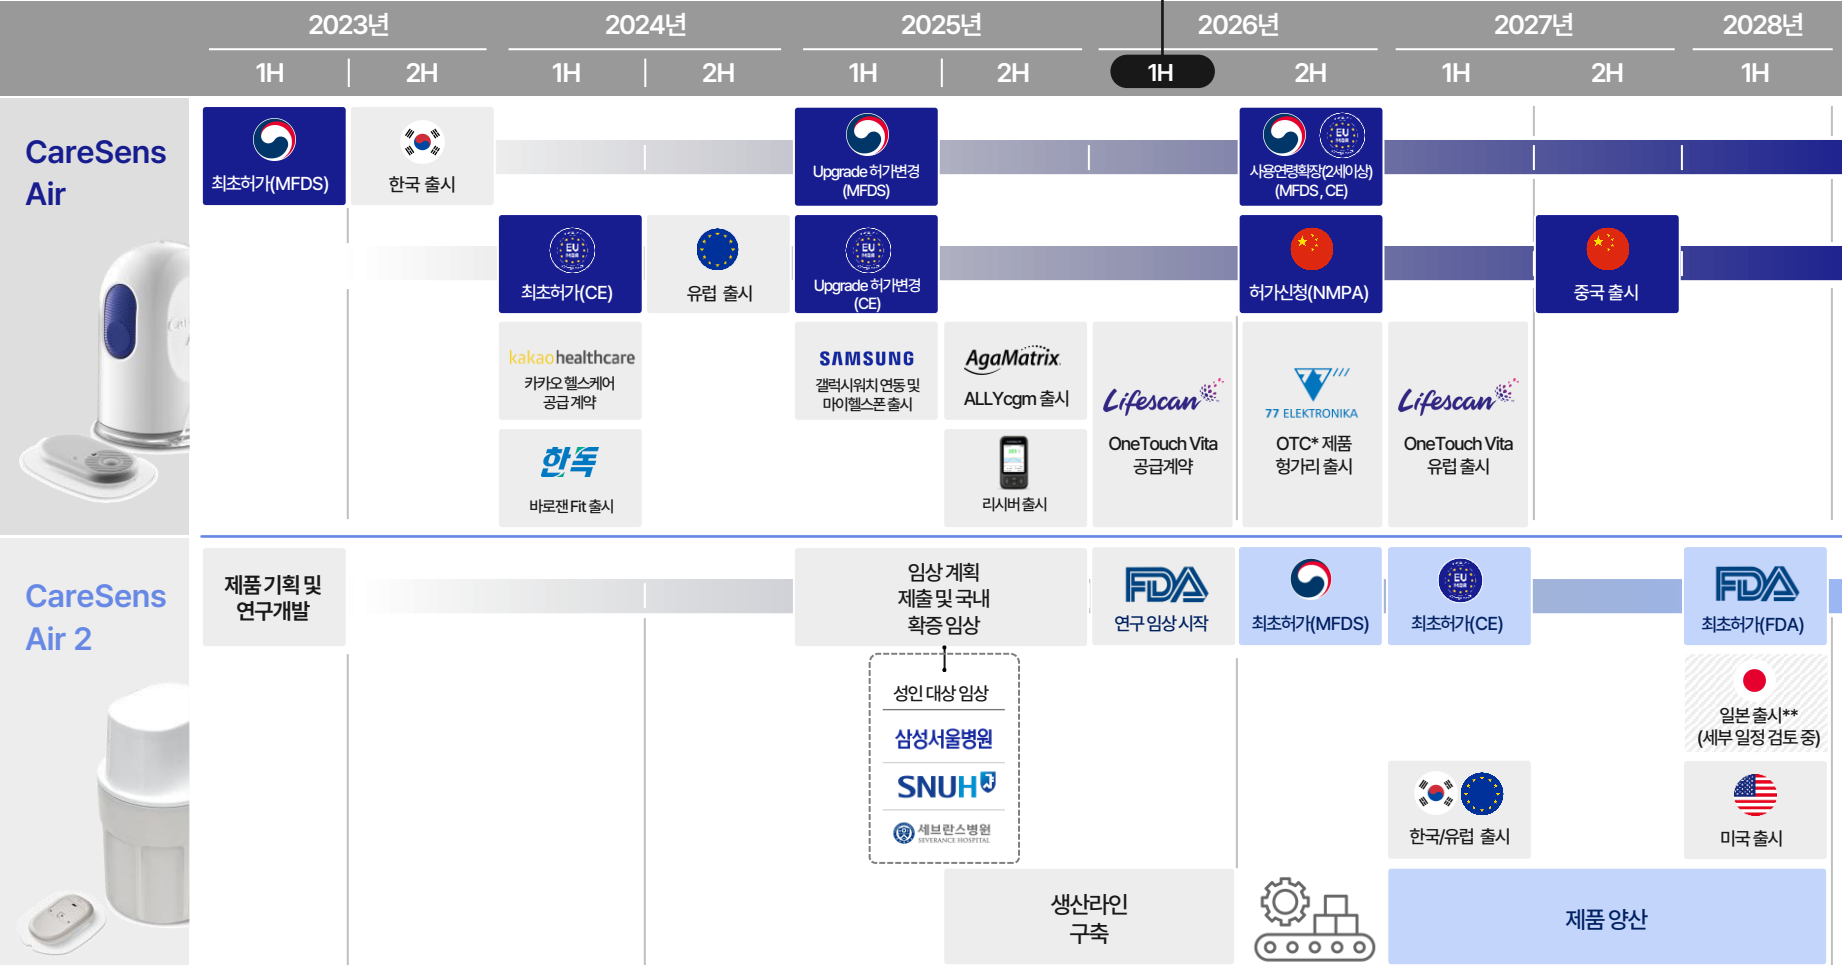 2023년 2024년 2025년 2026년 2027년 2028년
1H 2H 1H 2H 1H 2H 1H 2H 1H 2H 1H
CareSens
Air
최초허가(MFDS)
한국 출시
Upgrade 허가변경
(MFDS)
EU
MDR
사용연령확장(2세이상)
(MFDS, CE)
EU
MDR
최초허가(CE)
유럽 출시
EU
MDR
Upgrade 허가변경
(CE)
허가신청(NMPA)
중국 출시
kakaohealthcare
카카오 헬스케어
공급 계약
SAMSUNG
갤럭시워치 연동 및
마이헬스폰 출시
AgaMatrix
ALLYcgm 출시
Lifescan
OneTouch Vita
공급계약
77 ELEKTRONIKA
OTC* 제품
헝가리 출시
Lifescan
OneTouch Vita
유럽 출시
한독
바로잰 Fit 출시
리시버 출시
CareSens
Air 2
제품 기획 및
연구개발
임상 계획
제출 및 국내
확증 임상
FDA
연구 임상 시작
최초허가(MFDS)
EU
MDR
최초허가(CE)
FDA
최초허가(FDA)
성인 대상 임상
삼성서울병원
SNUH
세브란스병원
SEVERANCE HOSPITAL
일본 출시**
(세부 일정 검토 중)
한국/유럽 출시
미국 출시
생산라인
구축
제품 양산